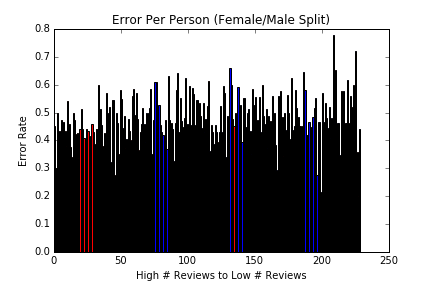 Error Per Person (Female/Male Split)
0.8
0.7
0.6
0.5
0.4
0.3
0.2
0.1
0.0
Error Rate
0 50 100 150 200 250
High # Reviews to Low # Reviews